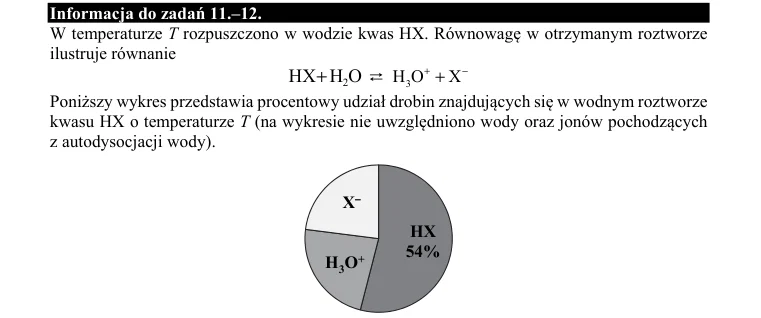 Informacja do zadań 11.–12.
W temperaturze T rozpuszczono w wodzie kwas HX. Równowagę w otrzymanym roztworze
ilustruje równanie
HX+H₂O ⇄ H₃O⁺ + X⁻
Poniższy wykres przedstawia procentowy udział drobin znajdujących się w wodnym roztworze
kwasu HX o temperaturze T (na wykresie nie uwzględniono wody oraz jonów pochodzących
z autodysocjacji wody).
X⁻
HX
54%
H₃O⁺